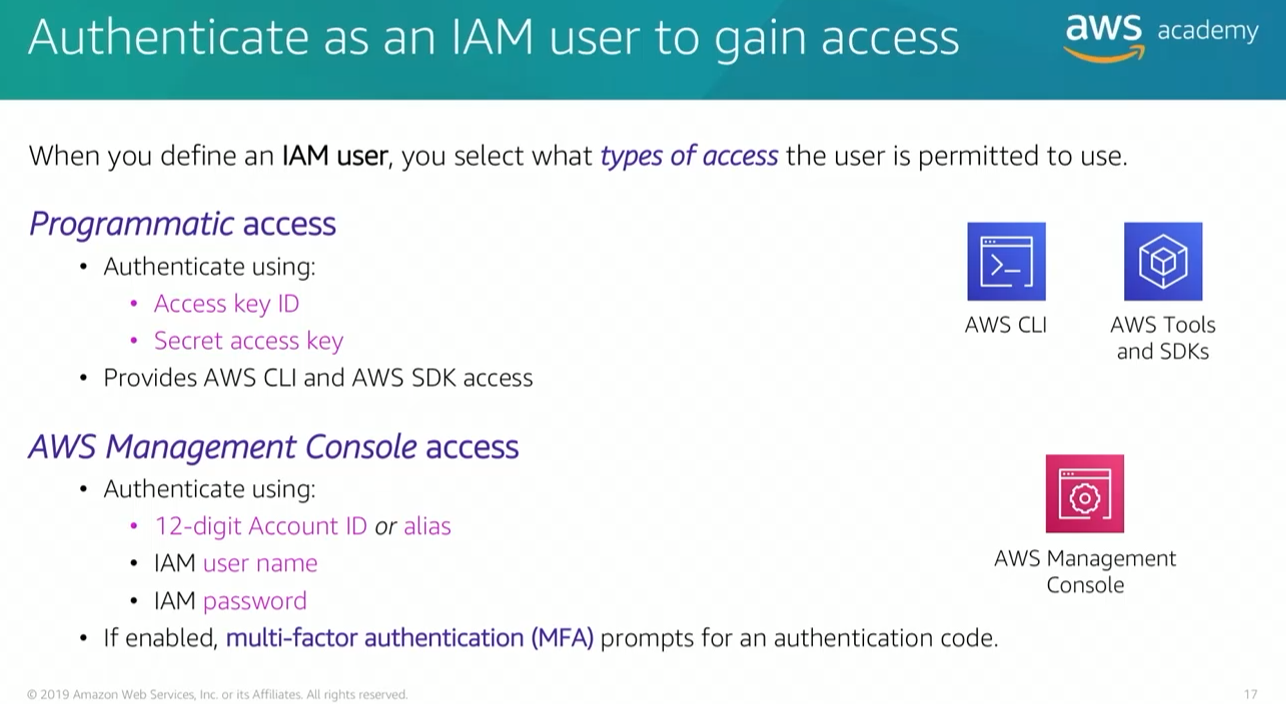 Authenticate as an IAM user to gain access
aws academy
When you define an IAM user, you select what types of access the user is permitted to use.
Programmatic access
• Authenticate using:
• Access key ID
• Secret access key
• Provides AWS CLI and AWS SDK access
AWS CLI
AWS Tools
and SDKs
AWS Management Console access
• Authenticate using:
• 12-digit Account ID or alias
• IAM user name
• IAM password
• If enabled, multi-factor authentication (MFA) prompts for an authentication code.
AWS Management
Console
© 2019 Amazon Web Services, Inc. or its Affiliates. All rights reserved.
17